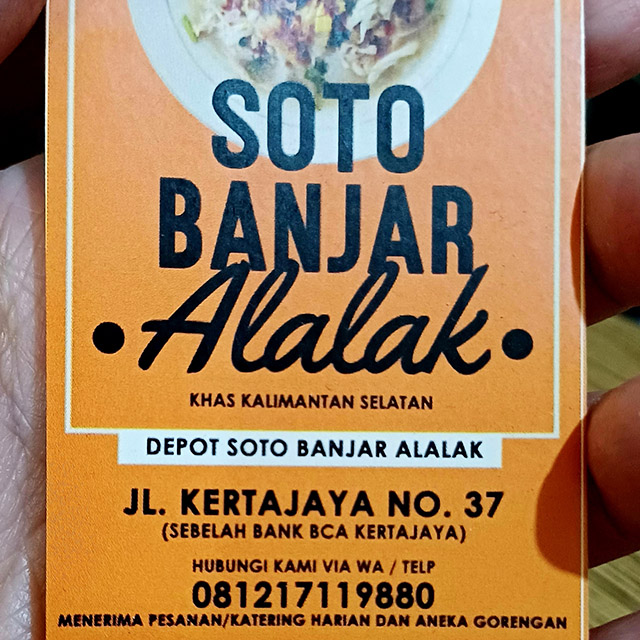 SOTO
BANJAR
• Alalak •
KHAS KALIMANTAN SELATAN
DEPOT SOTO BANJAR ALALAK
JL. KERTAJAYA NO. 37
(SEBELAH BANK BCA KERTAJAYA)
HUBUNGI KAMI VIA WA / TELP
081217119880
MENERIMA PESANAN/KATERING HARIAN DAN ANEKA GORENGAN